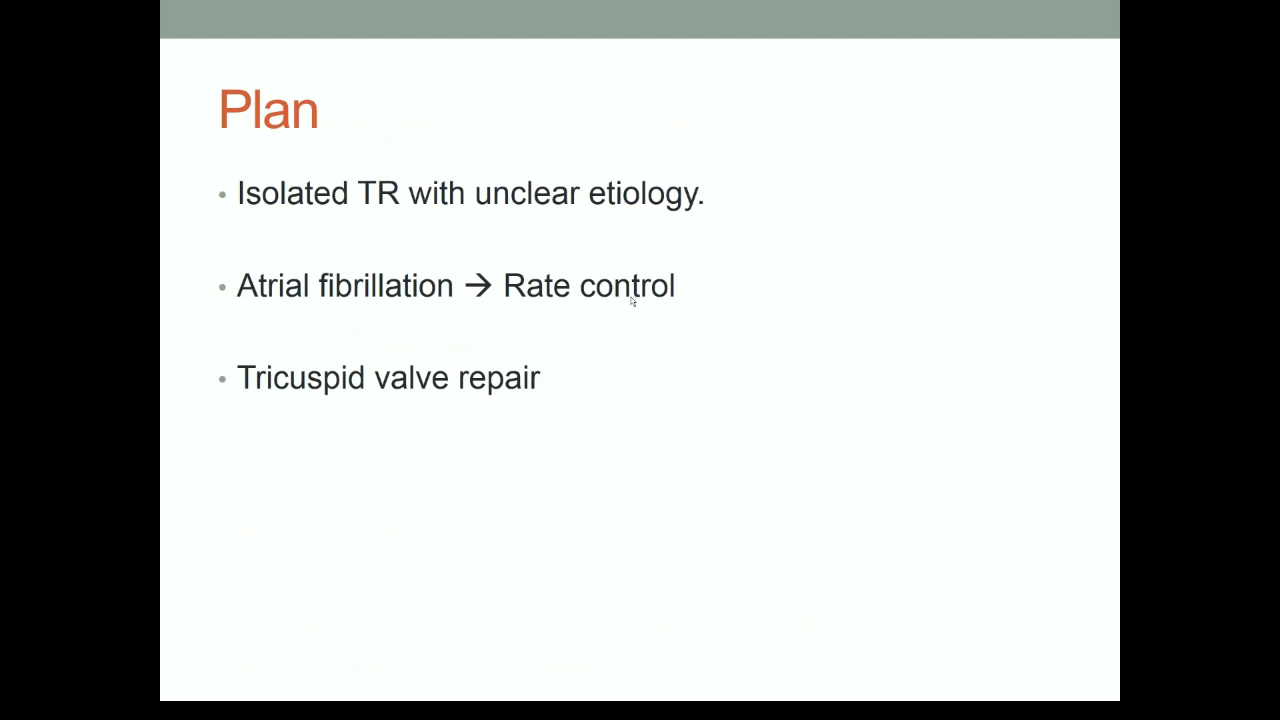 Plan
• Isolated TR with unclear etiology.
• Atrial fibrillation → Rate control
• Tricuspid valve repair